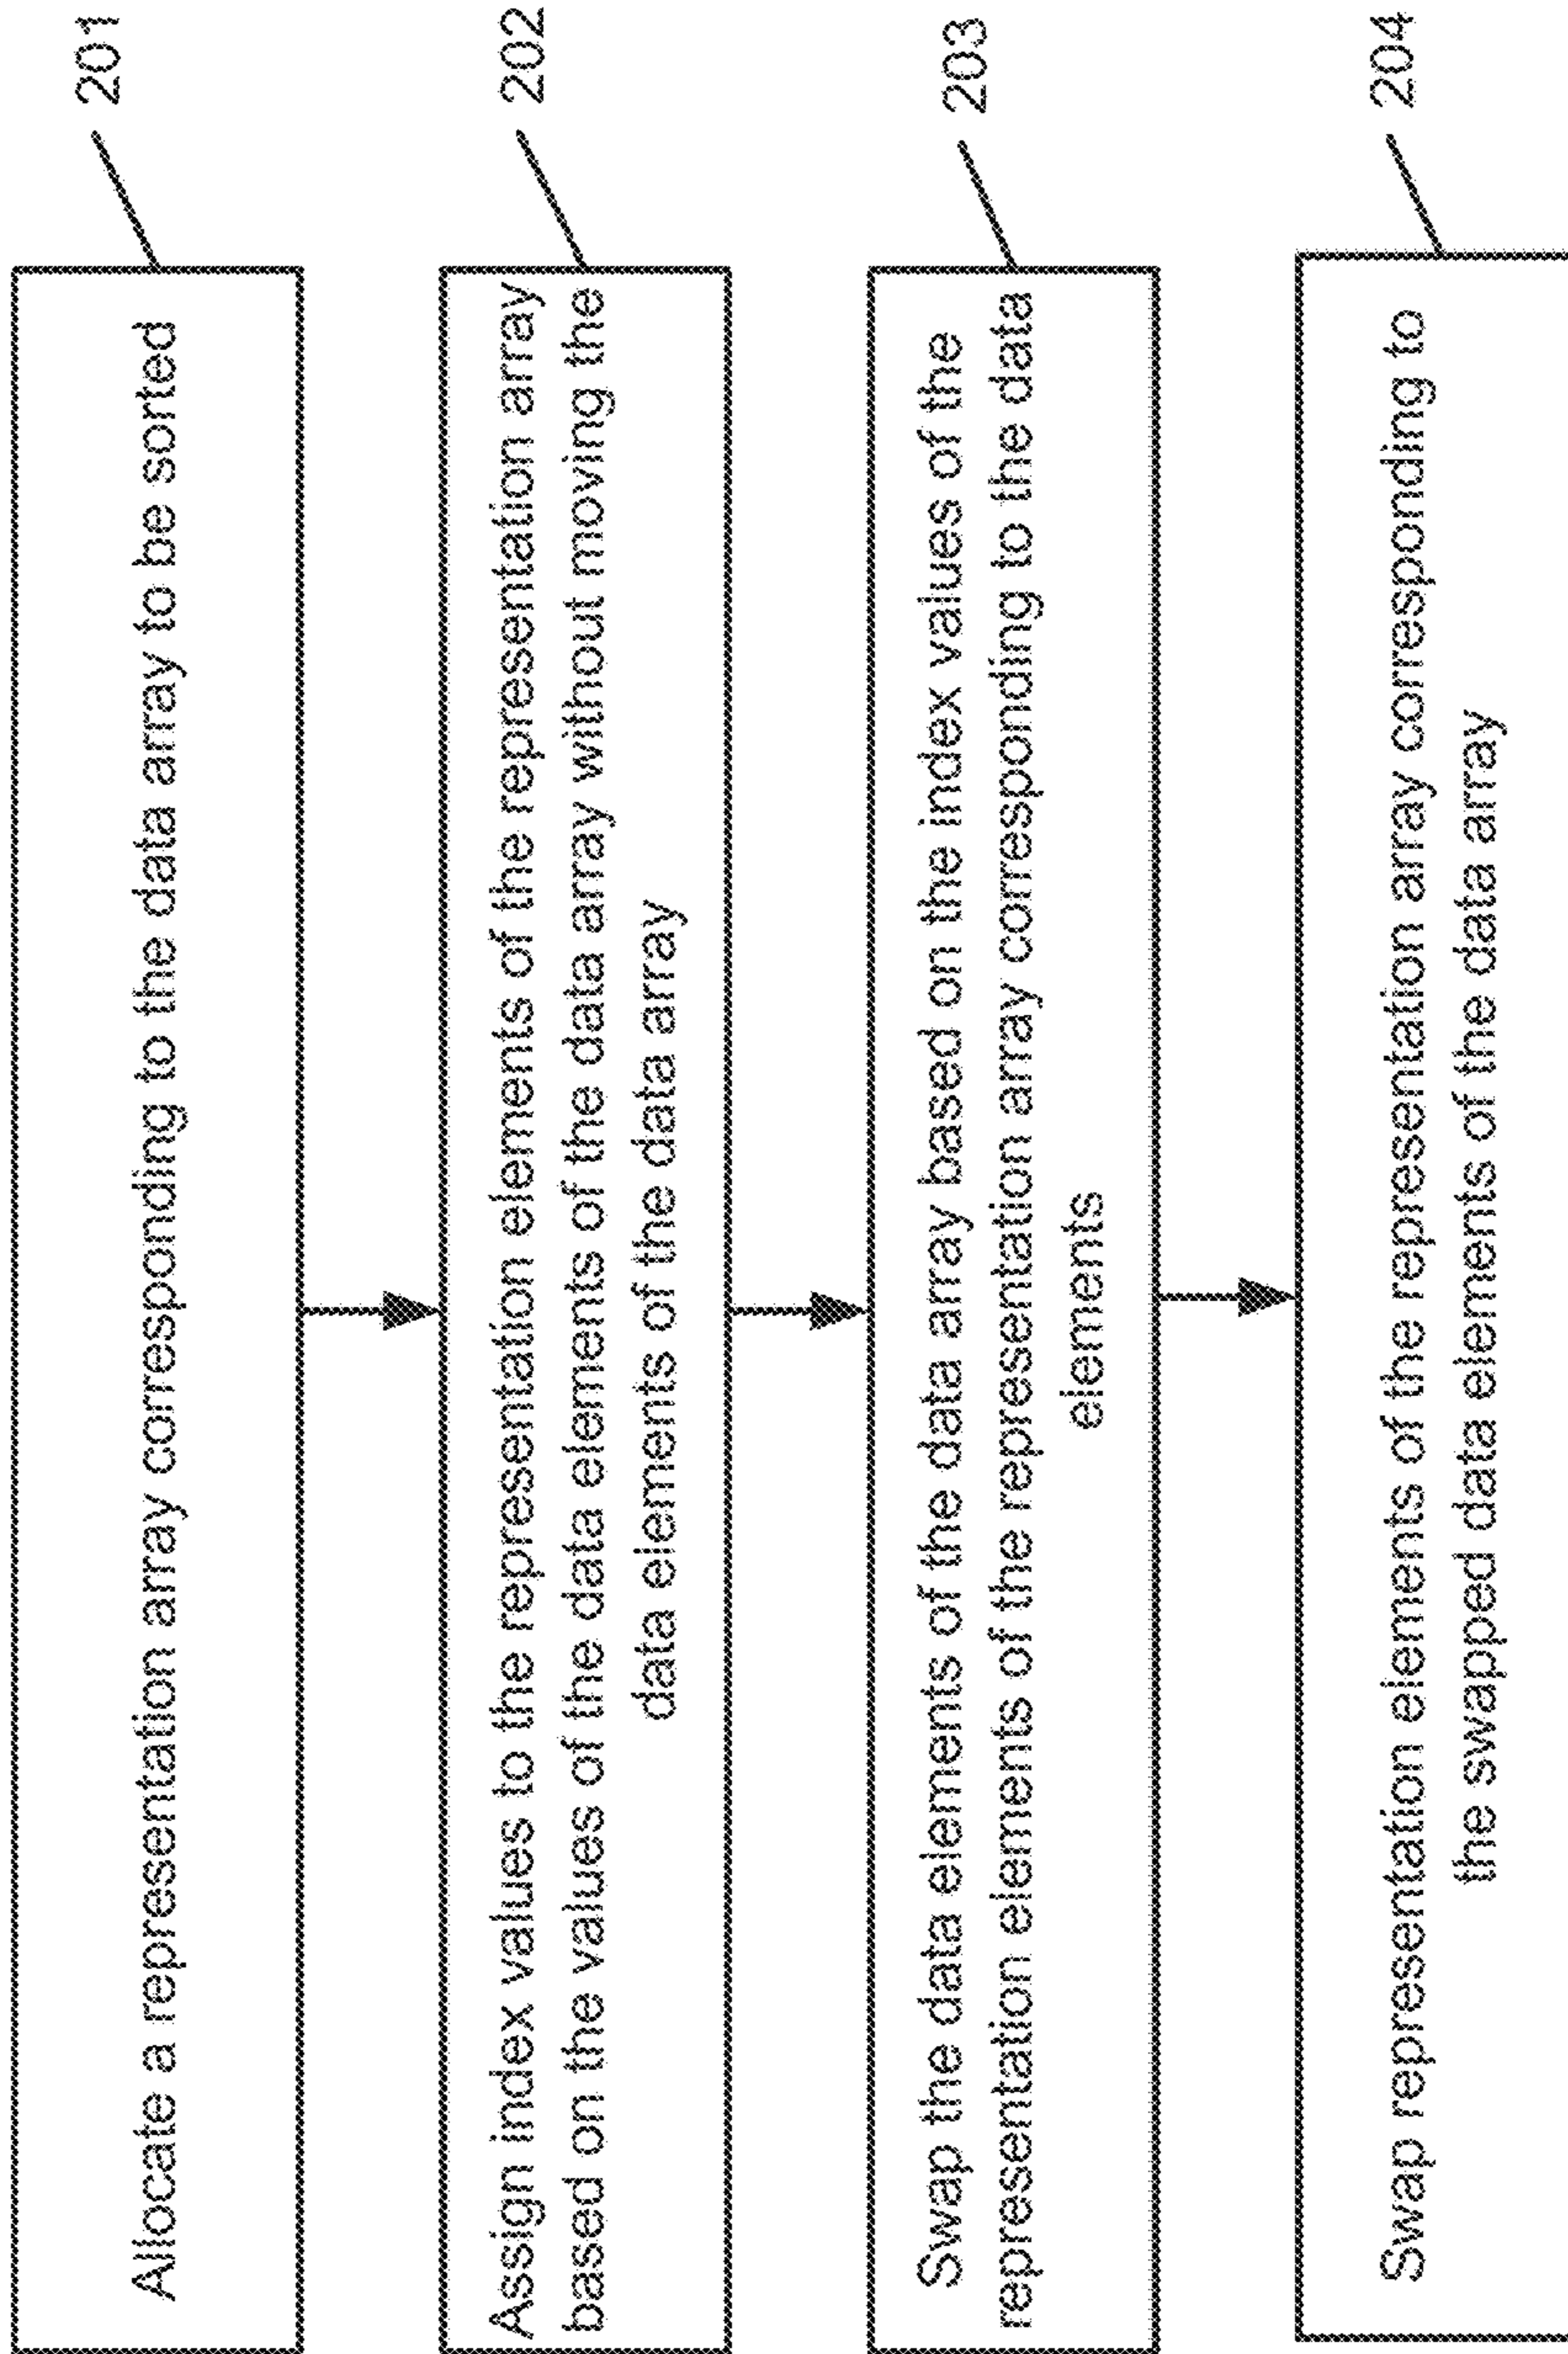 Allocate a representation array corresponding to the data array to be sorted
201
Assign index values to the representation elements of the representation array
based on the values of the data elements of the data array without moving the
data elements of the data array
202
Swap the data elements of the data array based on the index values of the
representation elements of the representation array corresponding to the data
elements
203
Swap representation elements of the representation array corresponding to
the swapped data elements of the data array
204